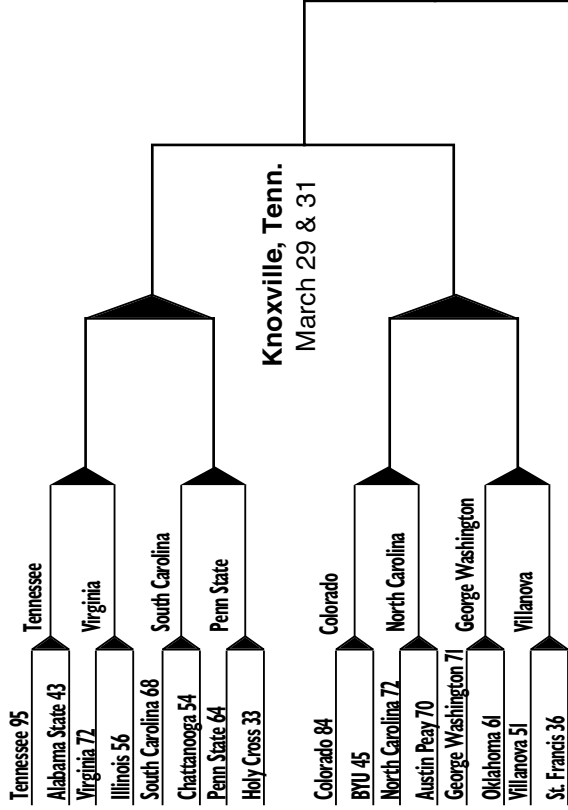 Tennessee 95
Alabama State 43
Virginia 72
Illinois 56
South Carolina 68
Chattanooga 54
Penn State 64
Holy Cross 33
Colorado 84
BYU 45
North Carolina 72
Austin Peay 70
George Washington 71
Oklahoma 61
Villanova 51
St. Francis 36
Tennessee
Virginia
South Carolina
Penn State
Colorado
North Carolina
George Washington
Villanova
Knoxville, Tenn.
March 29 & 31